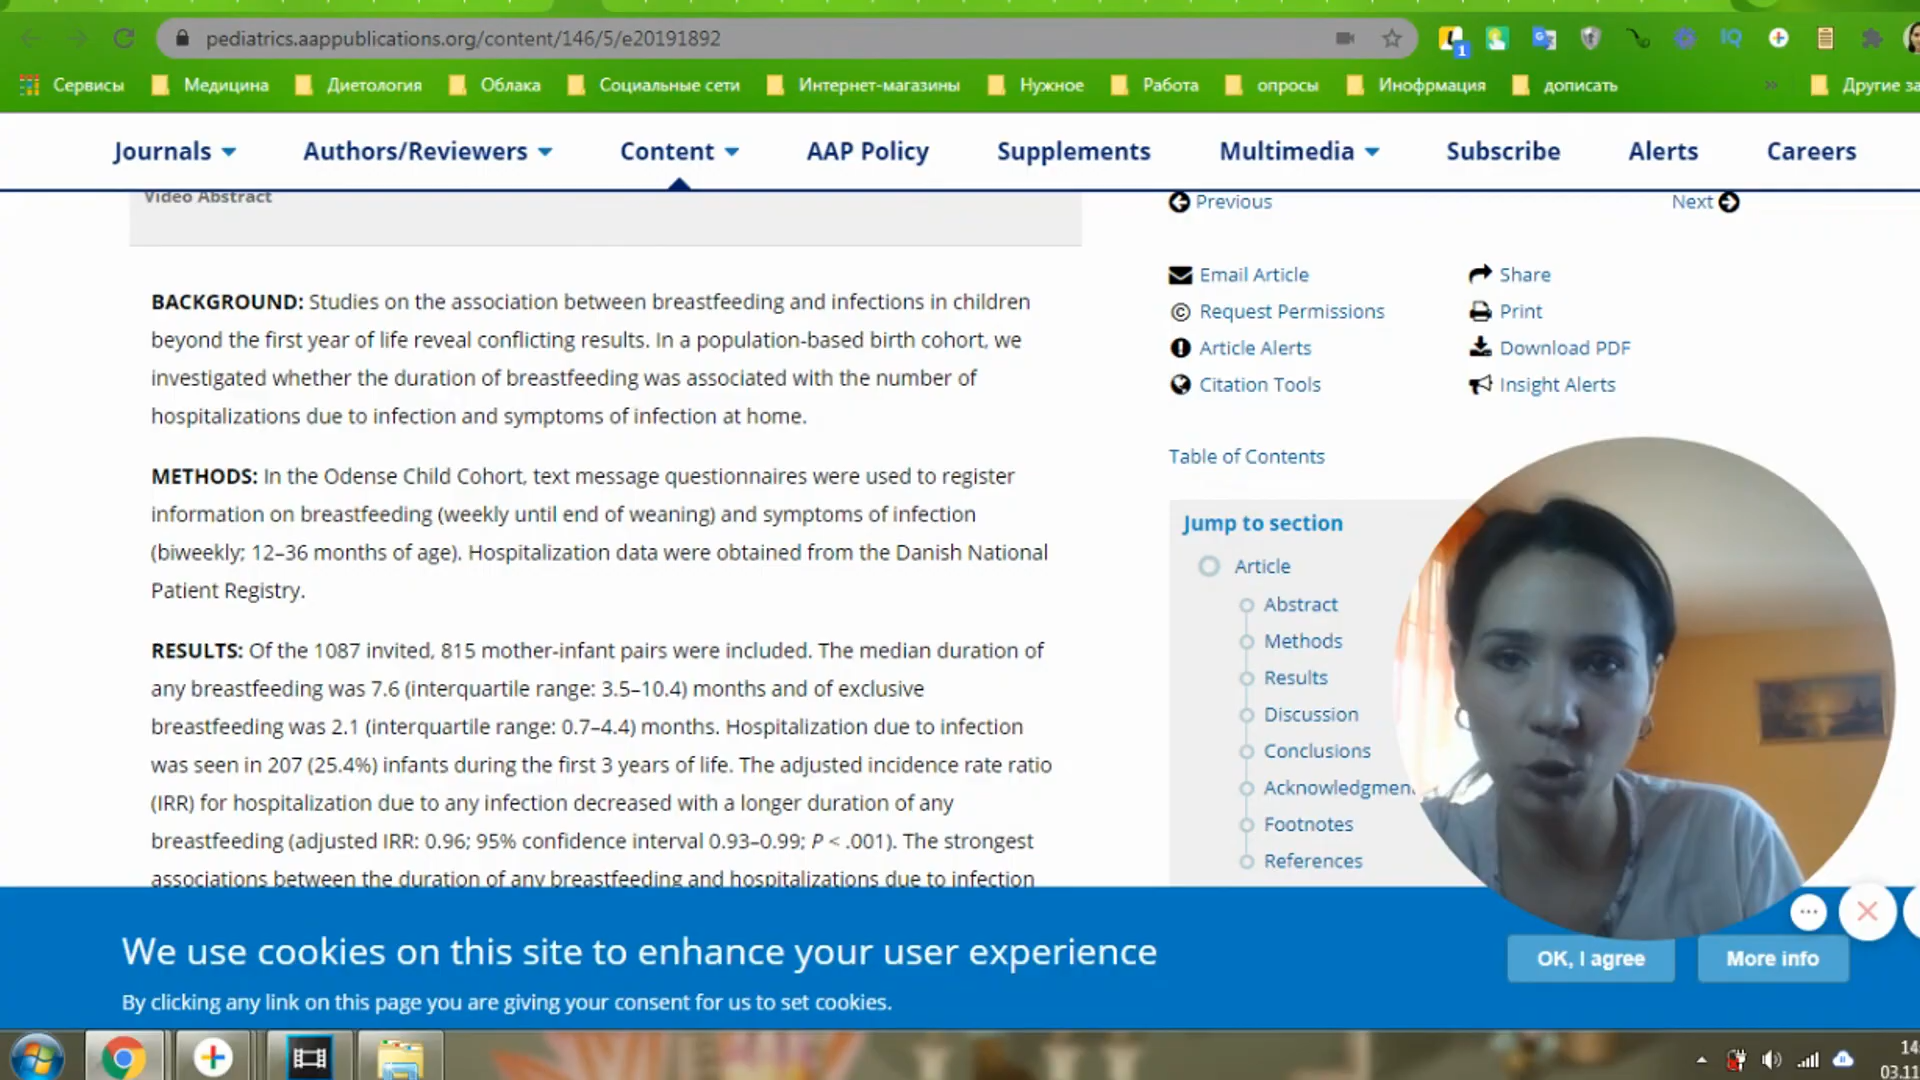 pediatrics.aappublications.org/content/146/5/e20191892
1
IQ
Сервисы Медицина Диетология Облака Социальные сети Интернет-магазины Нужное Работа опросы Инофрмация дописать » Другие за
Journals Authors/Reviewers Content AAP Policy Supplements Multimedia Subscribe Alerts Careers
Video Abstract
Previous Next
BACKGROUND: Studies on the association between breastfeeding and infections in children
beyond the first year of life reveal conflicting results. In a population-based birth cohort, we
investigated whether the duration of breastfeeding was associated with the number of
hospitalizations due to infection and symptoms of infection at home.
METHODS: In the Odense Child Cohort, text message questionnaires were used to register
information on breastfeeding (weekly until end of weaning) and symptoms of infection
(biweekly; 12–36 months of age). Hospitalization data were obtained from the Danish National
Patient Registry.
RESULTS: Of the 1087 invited, 815 mother-infant pairs were included. The median duration of
any breastfeeding was 7.6 (interquartile range: 3.5–10.4) months and of exclusive
breastfeeding was 2.1 (interquartile range: 0.7–4.4) months. Hospitalization due to infection
was seen in 207 (25.4%) infants during the first 3 years of life. The adjusted incidence rate ratio
(IRR) for hospitalization due to any infection decreased with a longer duration of any
breastfeeding (adjusted IRR: 0.96; 95% confidence interval 0.93–0.99; P < .001). The strongest
associations between the duration of any breastfeeding and hospitalizations due to infection
Email Article Share
Request Permissions Print
Article Alerts Download PDF
Citation Tools Insight Alerts
Table of Contents
Jump to section
Article
Abstract
Methods
Results
Discussion
Conclusions
Acknowledgmen
Footnotes
References
We use cookies on this site to enhance your user experience
By clicking any link on this page you are giving your consent for us to set cookies.
OK, I agree More info
14
03.11